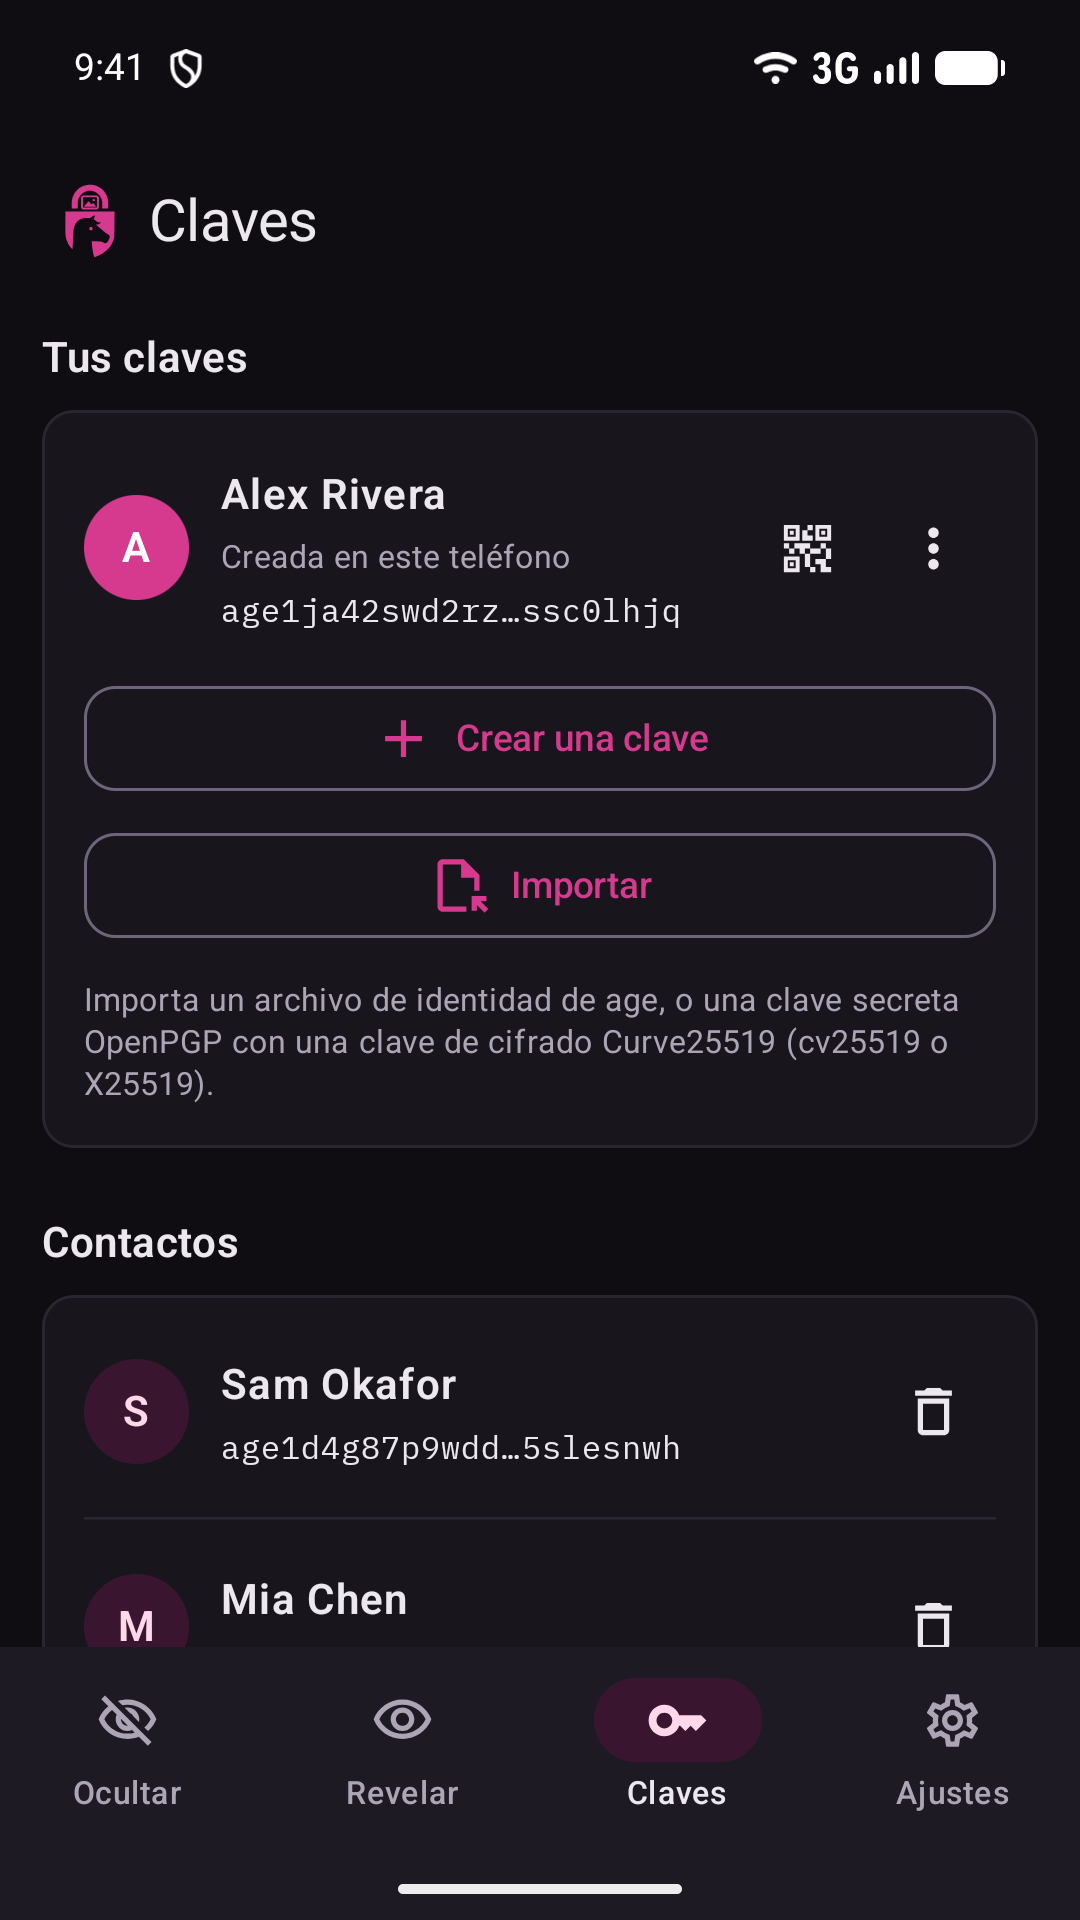 9:41
3G
Claves
Tus claves
A
Alex Rivera
Creada en este teléfono
age1ja42swd2rz…ssc0lhjq
Crear una clave
Importar
Importa un archivo de identidad de age, o una clave secreta
OpenPGP con una clave de cifrado Curve25519 (cv25519 o
X25519).
Contactos
S
Sam Okafor
age1d4g87p9wdd…5slesnwh
M
Mia Chen
Ocultar
Revelar
Claves
Ajustes